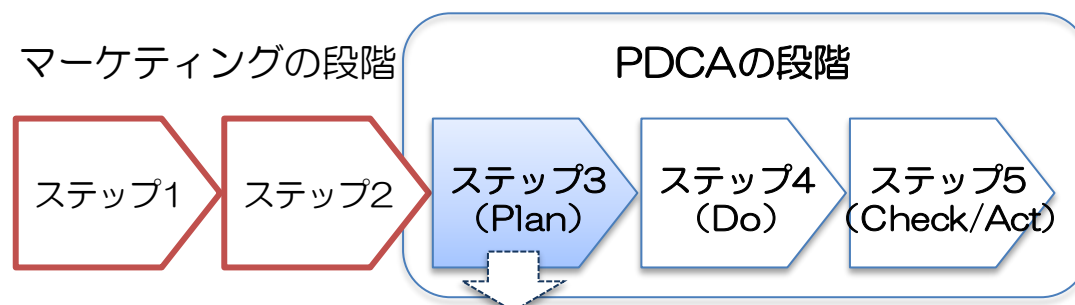 マーケティングの段階
PDCAの段階
ステップ1
ステップ2
ステップ3
（Plan）
ステップ4
（Do）
ステップ5
（Check/Act）